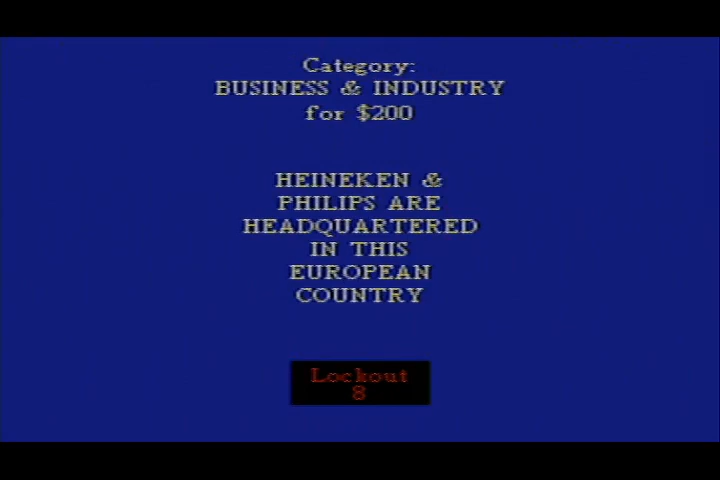 Category:
BUSINESS & INDUSTRY
for $200
HEINEKEN &
PHILIPS ARE
HEADQUARTERED
IN THIS
EUROPEAN
COUNTRY
Lockout
8